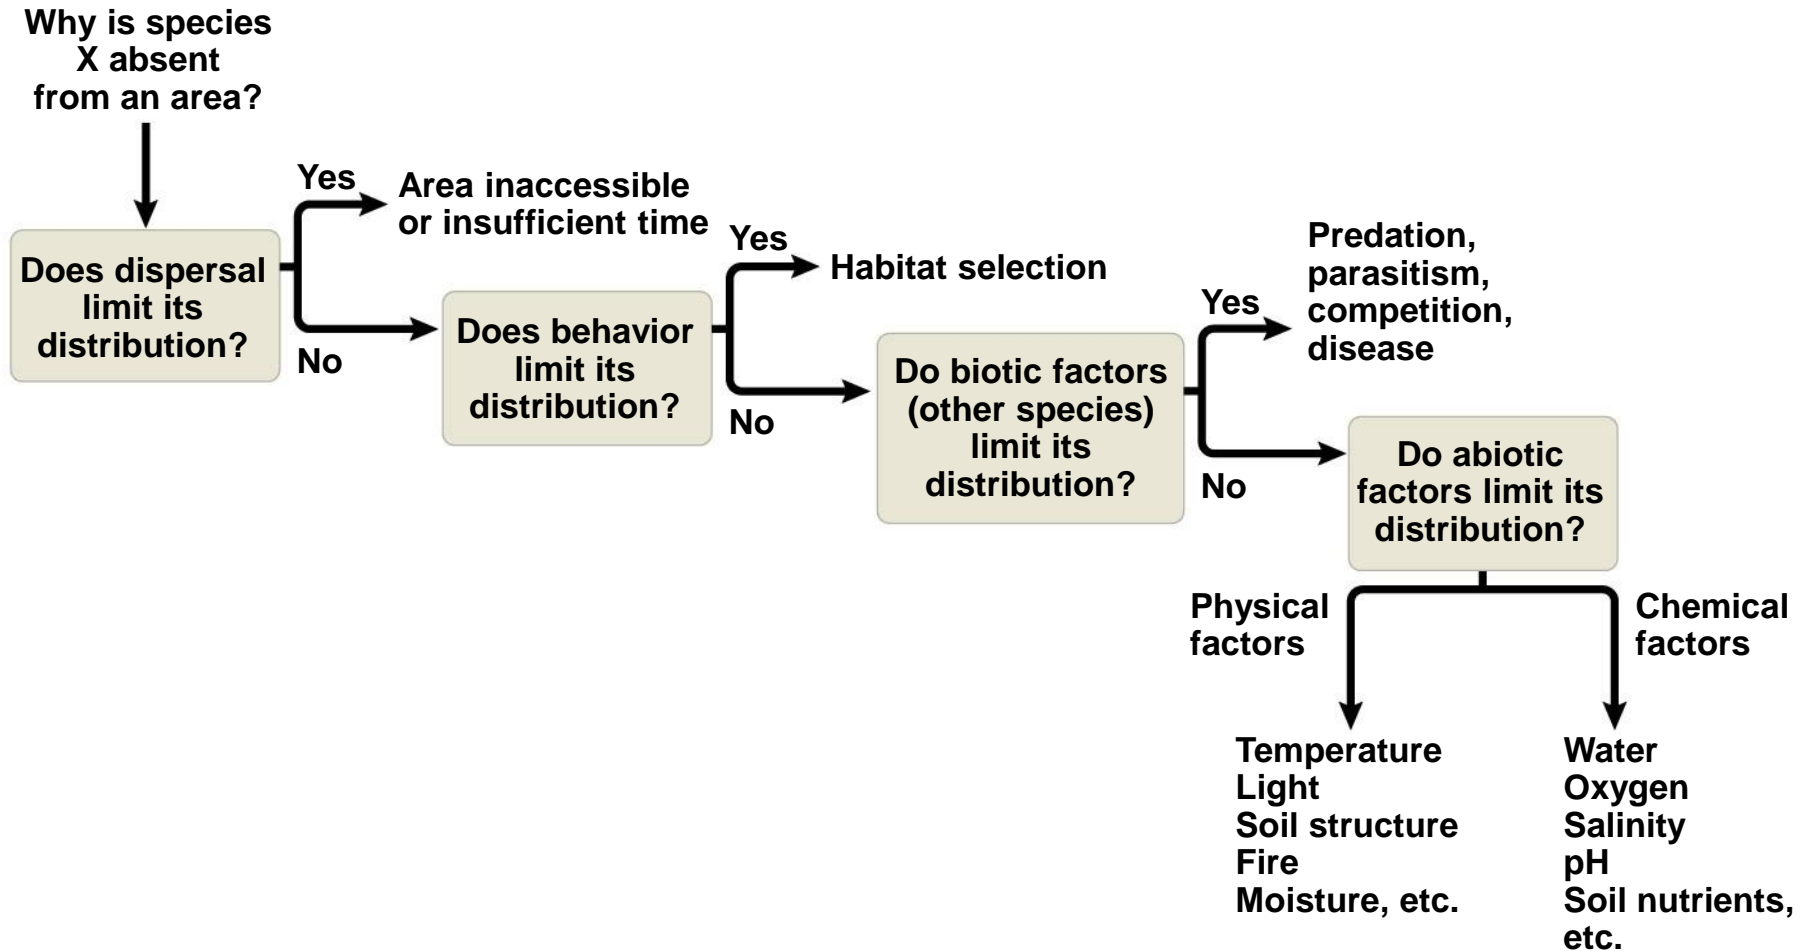 Why is species
X absent
from an area?
Yes
Area inaccessible
or insufficient time
Does dispersal
limit its
distribution?
No
Yes
Habitat selection
Does behavior
limit its
distribution?
No
Yes
Predation,
parasitism,
competition,
disease
Do biotic factors
(other species)
limit its
distribution?
No
Do abiotic
factors limit its
distribution?
Physical
factors
Chemical
factors
Temperature
Light
Soil structure
Fire
Moisture, etc.
Water
Oxygen
Salinity
pH
Soil nutrients,
etc.